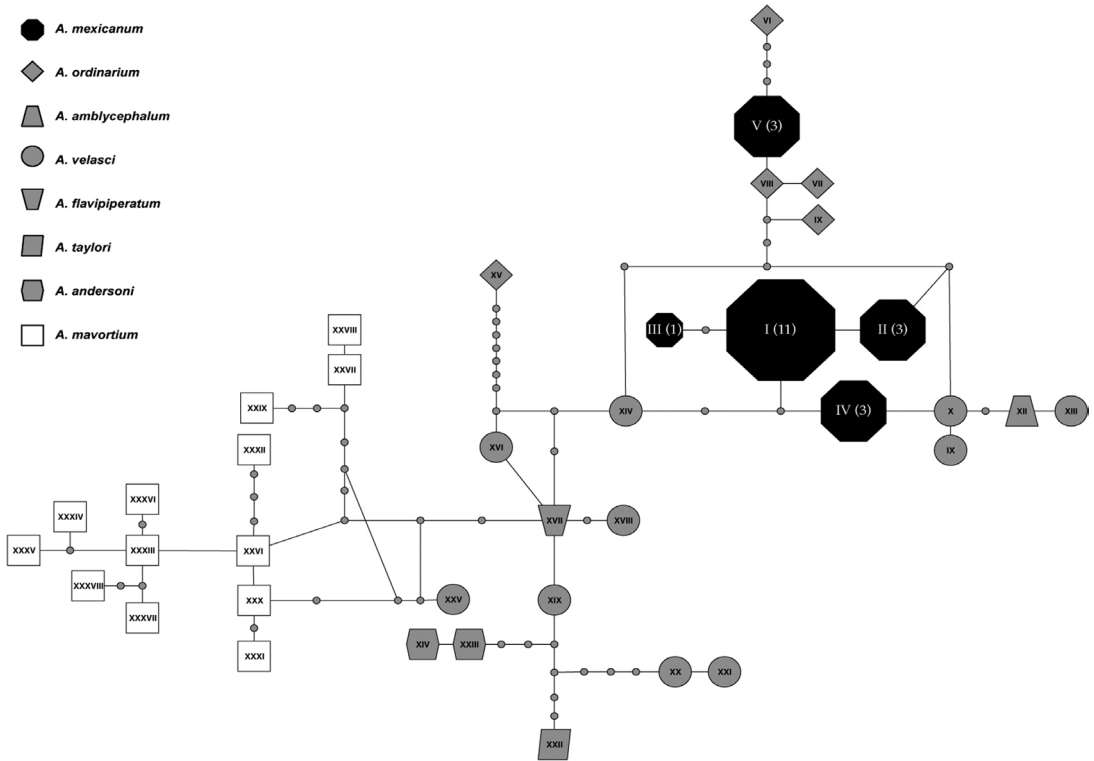 A. mexicanum
A. ordinarium
A. amblycephalum
A. velasci
A. flavipiperatum
A. taylori
A. andersoni
A. mavortium
VI
V (3)
VIII
VII
IX
XV
XXVIII
III (1)
I (11)
II (3)
XXVII
XXIX
XIV
IV (3)
X
XII
XIII
XXXII
XVI
IX
XXXVI
XXXIV
XVII
XVIII
XXXV
XXXIII
XXVI
XXXVIII
XXX
XXV
XIX
XXXVII
XIV
XXIII
XXXI
XX
XXI
XXII